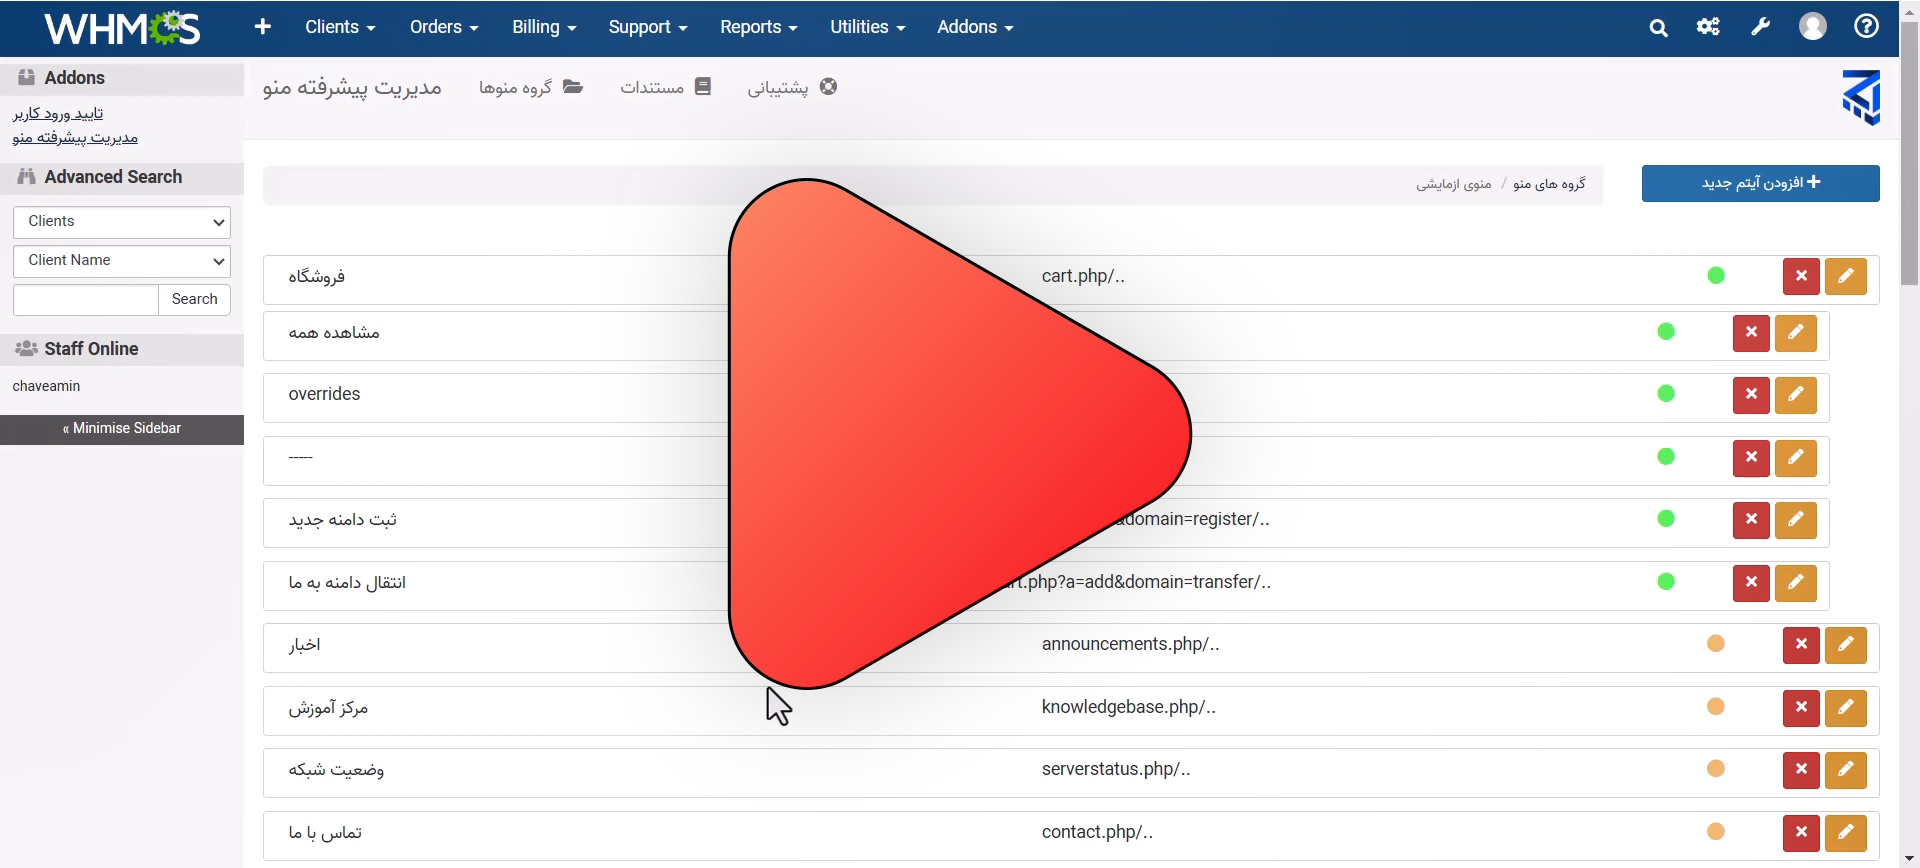 WHMCS
Clients
Orders
Billing
Support
Reports
Utilities
Addons
Addons
تایید ورود کاربر
مدیریت پیشرفته منو
Advanced Search
Clients
Client Name
Search
Staff Online
chaveamin
« Minimise Sidebar
مدیریت پیشرفته منو
گروه منوها
مستندات
پشتیبانی
گروه های منو / منوی ازمایشی
افزودن آیتم جدید
فروشگاه
cart.php/..
مشاهده همه
overrides
-----
ثبت دامنه جدید
domain=register/..
انتقال دامنه به ما
.php?a=add&domain=transfer/..
اخبار
announcements.php/..
مرکز آموزش
knowledgebase.php/..
وضعیت شبکه
serverstatus.php/..
تماس با ما
contact.php/..